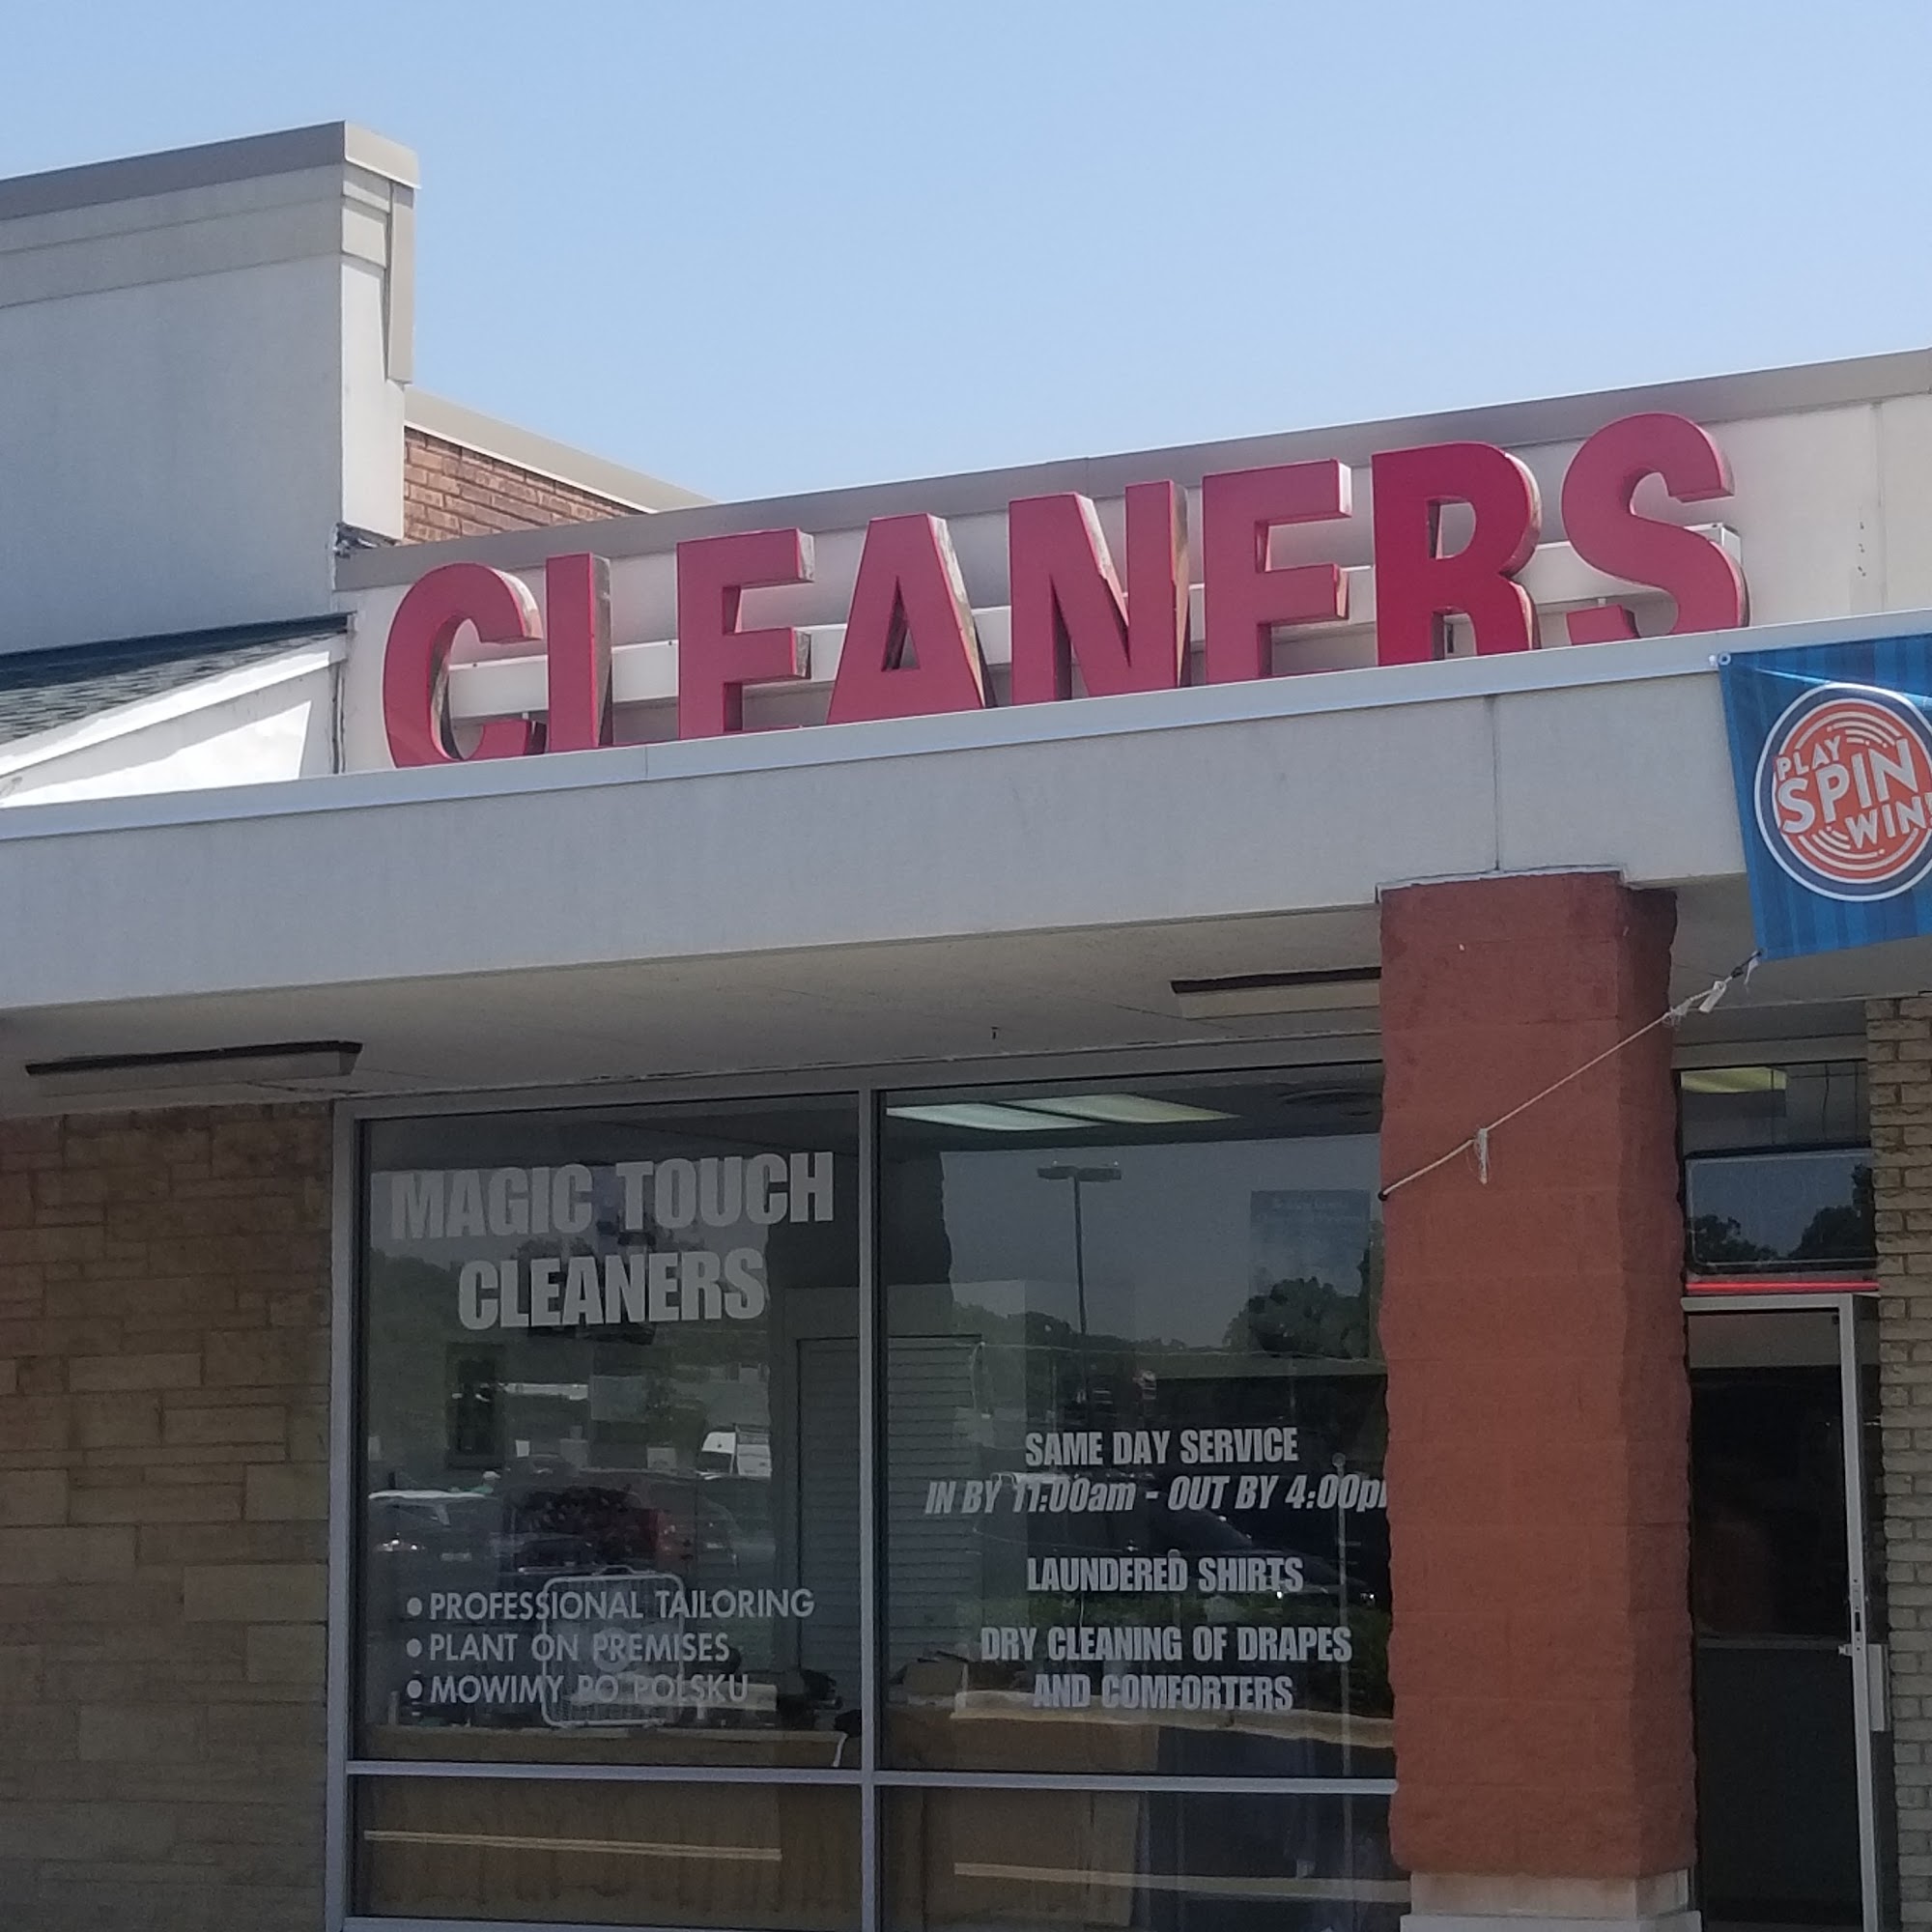 CLEANERS
PLAY
SPIN
WIN!
MAGIC TOUCH
CLEANERS
• PROFESSIONAL TAILORING
• PLANT ON PREMISES
• MOWIMY PO POLSKU
SAME DAY SERVICE
IN BY 11:00am - OUT BY 4:00p
LAUNDERED SHIRTS
DRY CLEANING OF DRAPES
AND COMFORTERS